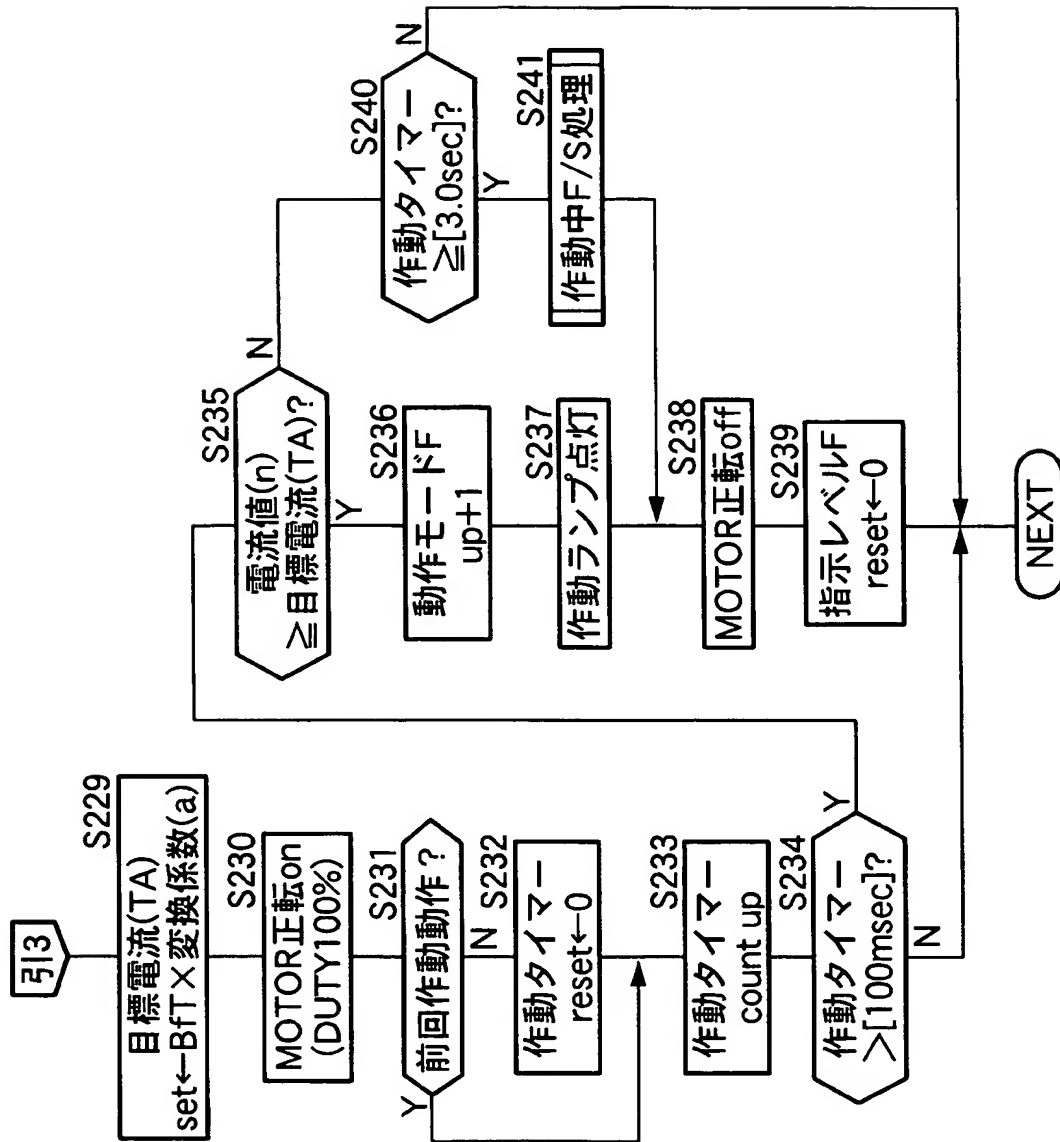 引3
S229
目標電流(TA)
set←BfT×変換係数(a)
S230
MOTOR正転on
(DUTY100%)
S231
前回作動動作?
Y
N
S232
作動タイマー
reset←0
S233
作動タイマー
count up
S234
作動タイマー
>[100msec]?
Y
N
S235
電流値(n)
≧目標電流(TA)?
N
Y
S236
動作モードF
up+1
S237
作動ランプ点灯
S238
MOTOR正転off
S239
指示レベルF
reset←0
S240
作動タイマー
≧[3.0sec]?
N
Y
S241
作動中F/S処理
NEXT